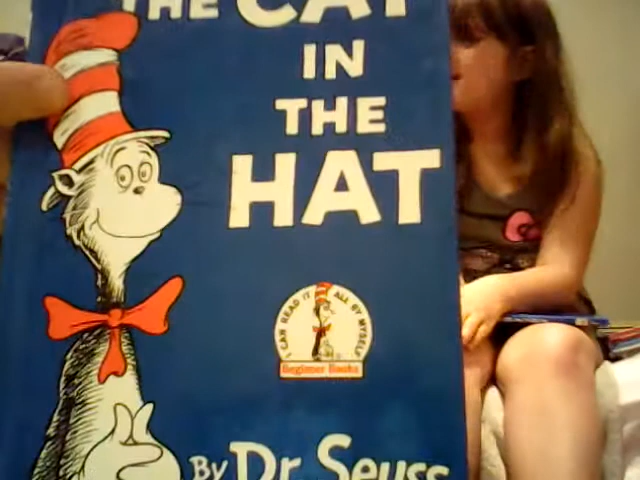 THE CAT
IN
THE
HAT
I CAN READ IT ALL BY MYSELF
Beginner Books
By Dr. Seuss